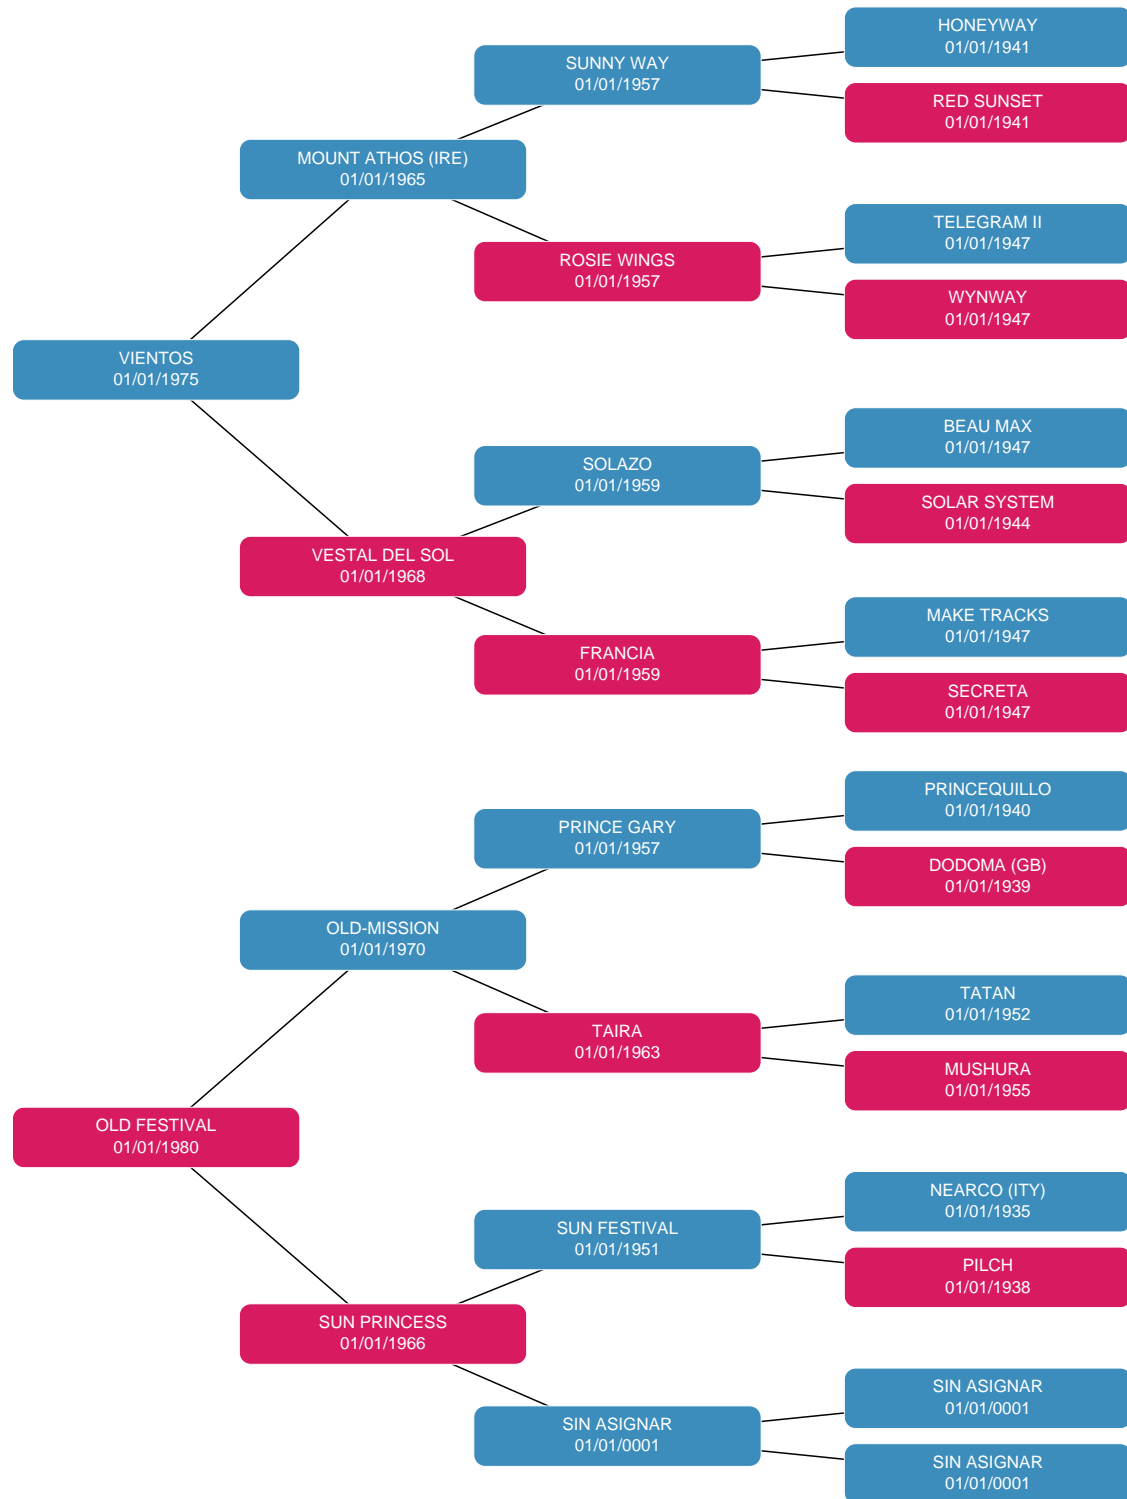 HONEYWAY
01/01/1941
SUNNY WAY
01/01/1957
RED SUNSET
01/01/1941
MOUNT ATHOS (IRE)
01/01/1965
TELEGRAM II
01/01/1947
ROSIE WINGS
01/01/1957
WYNWAY
01/01/1947
VIENTOS
01/01/1975
BEAU MAX
01/01/1947
SOLAZO
01/01/1959
SOLAR SYSTEM
01/01/1944
VESTAL DEL SOL
01/01/1968
MAKE TRACKS
01/01/1947
FRANCIA
01/01/1959
SECRETA
01/01/1947
PRINCEQUILLO
01/01/1940
PRINCE GARY
01/01/1957
DODOMA (GB)
01/01/1939
OLD-MISSION
01/01/1970
TATAN
01/01/1952
TAIRA
01/01/1963
MUSHURA
01/01/1955
OLD FESTIVAL
01/01/1980
NEARCO (ITY)
01/01/1935
SUN FESTIVAL
01/01/1951
PILCH
01/01/1938
SUN PRINCESS
01/01/1966
SIN ASIGNAR
01/01/0001
SIN ASIGNAR
01/01/0001
SIN ASIGNAR
01/01/0001